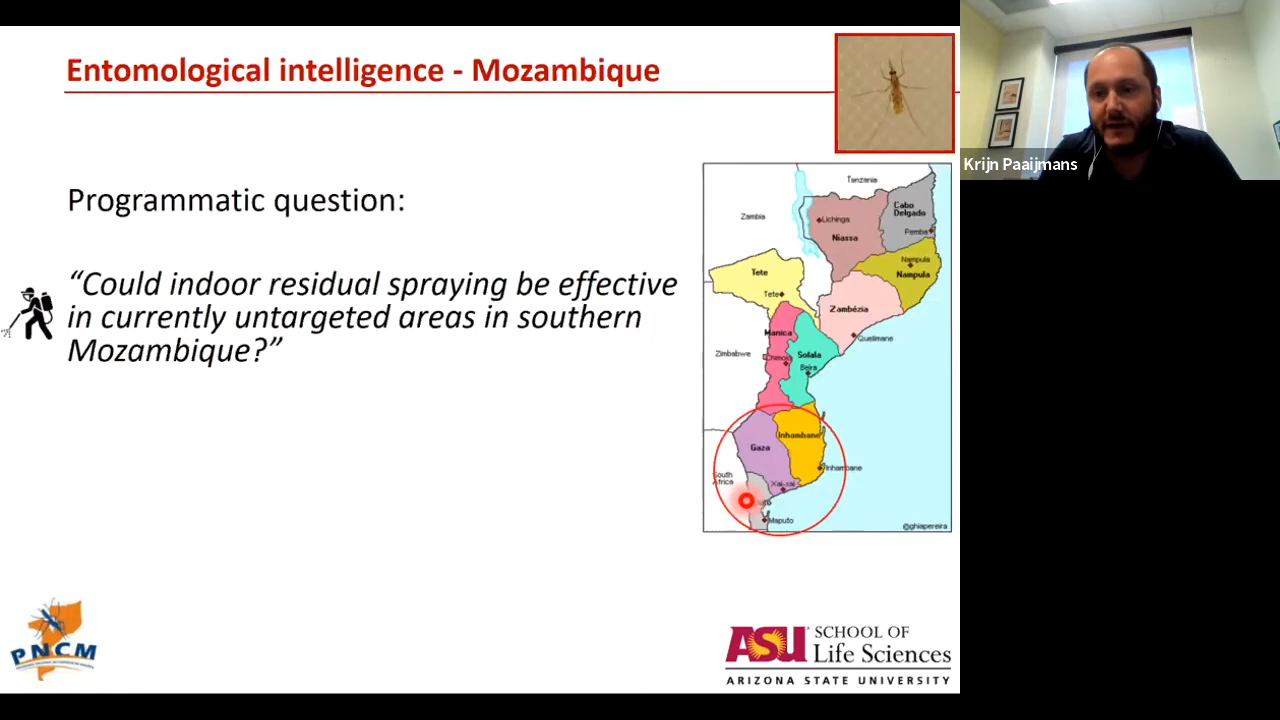 Entomological intelligence - Mozambique
Krijn Paaijmans
Programmatic question:
“Could indoor residual spraying be effective
in currently untargeted areas in southern
Mozambique?”
Tanzania
Zambia
Cabo
Delgado
Lichinga
Pemba
Niassa
Nampula
Nampula
Tete
Tete
Zambézia
Manica
Quelimane
Zimbabwe
Sofala
Chimoio
Beira
Inhambane
Gaza
Inhambane
South
Africa
Xai-xai
Maputo
@ghiapereira
PNCM
ASU SCHOOL OF
Life Sciences
ARIZONA STATE UNIVERSITY